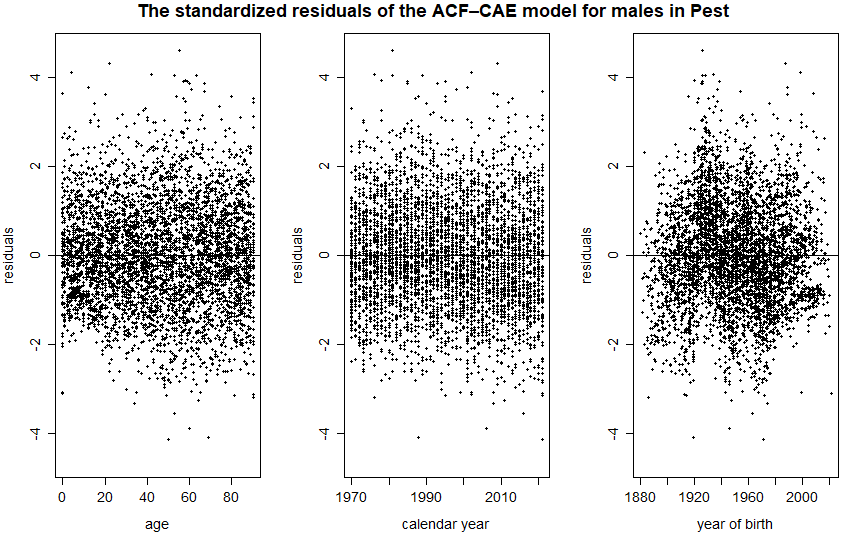 The standardized residuals of the ACF–CAE model for males in Pest
residuals
4
2
0
-2
-4
0 20 40 60 80
age
residuals
4
2
0
-2
-4
1970 1990 2010
calendar year
residuals
4
2
0
-2
-4
1880 1920 1960 2000
year of birth